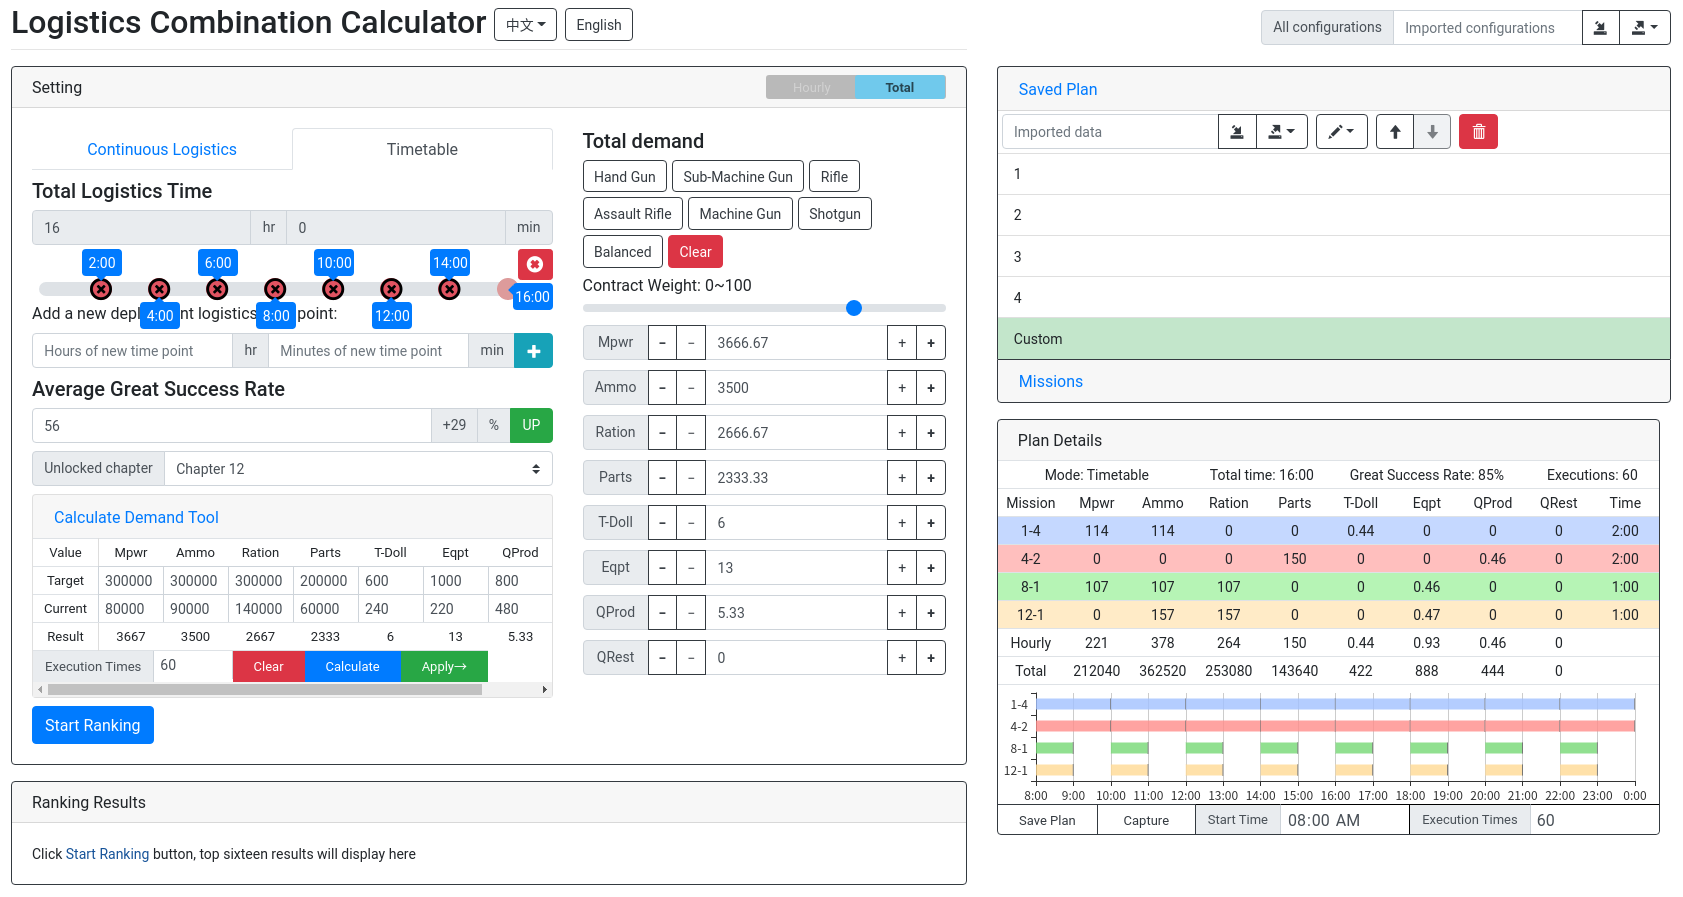 Logistics Combination Calculator 中文 English
All configurations Imported configurations
Setting Hourly Total
Continuous Logistics Timetable
Total Logistics Time
16 hr 0 min
2:00 6:00 10:00 14:00
4:00 8:00 12:00 16:00
Add a new depl nt logistics point:
Hours of new time point hr Minutes of new time point min
Average Great Success Rate
56 +29 % UP
Unlocked chapter Chapter 12
Calculate Demand Tool
Value Mpwr Ammo Ration Parts T-Doll Eqpt QProd
Target 300000 300000 300000 200000 600 1000 800
Current 80000 90000 140000 60000 240 220 480
Result 3667 3500 2667 2333 6 13 5.33
Execution Times 60 Clear Calculate Apply→
Start Ranking
Total demand
Hand Gun Sub-Machine Gun Rifle
Assault Rifle Machine Gun Shotgun
Balanced Clear
Contract Weight: 0~100
Mpwr − − 3666.67 + +
Ammo − − 3500 + +
Ration − − 2666.67 + +
Parts − − 2333.33 + +
T-Doll − − 6 + +
Eqpt − − 13 + +
QProd − − 5.33 + +
QRest − − 0 + +
Ranking Results
Click Start Ranking button, top sixteen results will display here
Saved Plan
Imported data
1
2
3
4
Custom
Missions
Plan Details
Mode: Timetable Total time: 16:00 Great Success Rate: 85% Executions: 60
Mission Mpwr Ammo Ration Parts T-Doll Eqpt QProd QRest Time
1-4 114 114 0 0 0.44 0 0 0 2:00
4-2 0 0 0 150 0 0 0.46 0 2:00
8-1 107 107 107 0 0 0.46 0 0 1:00
12-1 0 157 157 0 0 0.47 0 0 1:00
Hourly 221 378 264 150 0.44 0.93 0.46 0
Total 212040 362520 253080 143640 422 888 444 0
1-4
4-2
8-1
12-1
8:00 9:00 10:00 11:00 12:00 13:00 14:00 15:00 16:00 17:00 18:00 19:00 20:00 21:00 22:00 23:00 0:00
Save Plan Capture Start Time 08:00 AM Execution Times 60